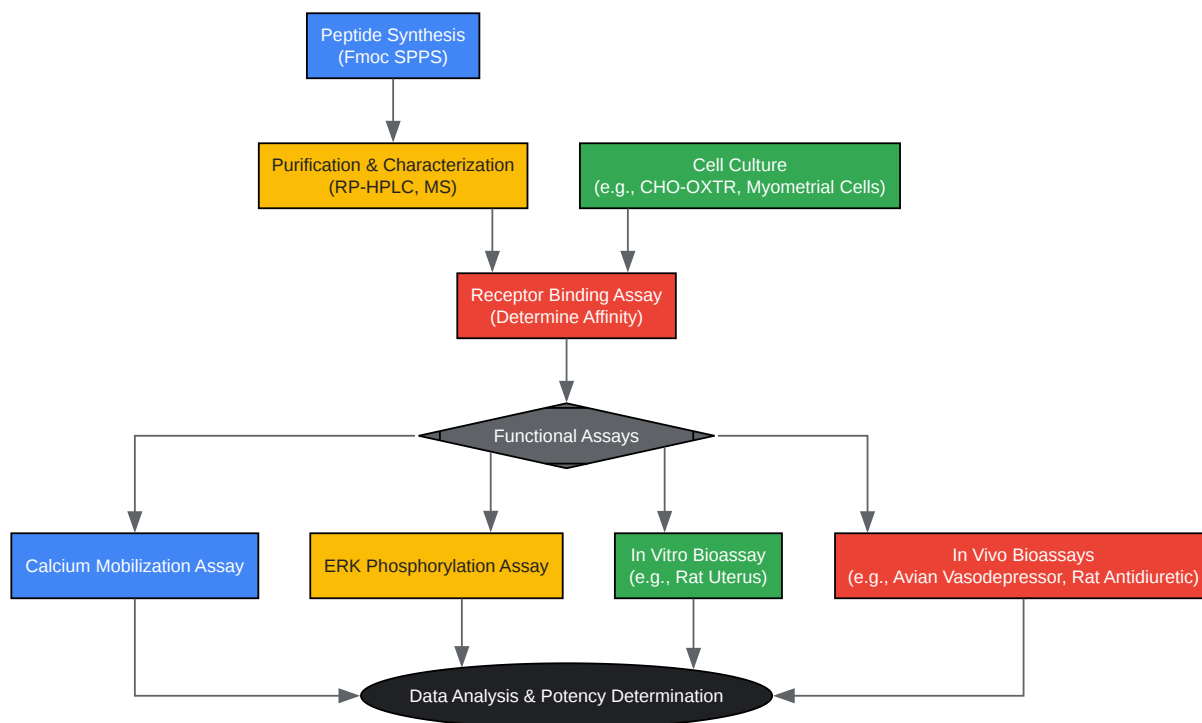 Peptide Synthesis
(Fmoc SPPS)
Purification & Characterization
(RP-HPLC, MS)
Cell Culture
(e.g., CHO-OXTR, Myometrial Cells)
Receptor Binding Assay
(Determine Affinity)
Functional Assays
Calcium Mobilization Assay
ERK Phosphorylation Assay
In Vitro Bioassay
(e.g., Rat Uterus)
In Vivo Bioassays
(e.g., Avian Vasodepressor, Rat Antidiuretic)
Data Analysis & Potency Determination